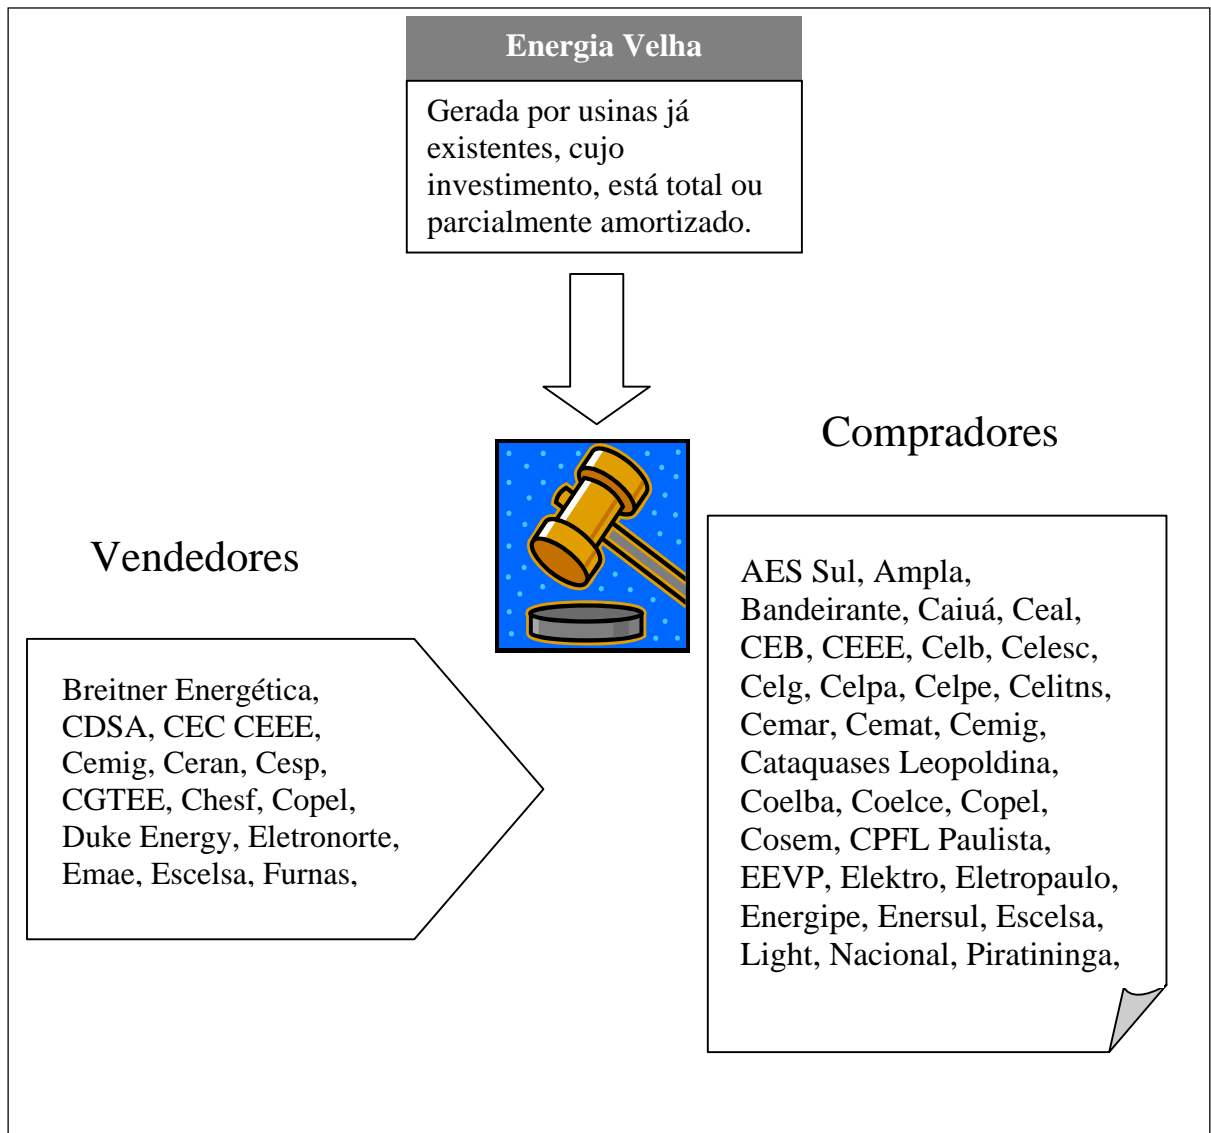 Energia Velha
Gerada por usinas já
existentes, cujo
investimento, está total ou
parcialmente amortizado.
Compradores
Vendedores
AES Sul, Ampla,
Bandeirante, Caiuá, Ceal,
CEB, CEEE, Celb, Celesc,
Celg, Celpa, Celpe, Celitns,
Cemar, Cemat, Cemig,
Cataquases Leopoldina,
Coelba, Coelce, Copel,
Cosem, CPFL Paulista,
EEVP, Elektro, Eletropaulo,
Energipe, Enersul, Escelsa,
Light, Nacional, Piratininga,
Breitner Energética,
CDSA, CEC CEEE,
Cemig, Ceran, Cesp,
CGTEE, Chesf, Copel,
Duke Energy, Eletronorte,
Emae, Escelsa, Furnas,